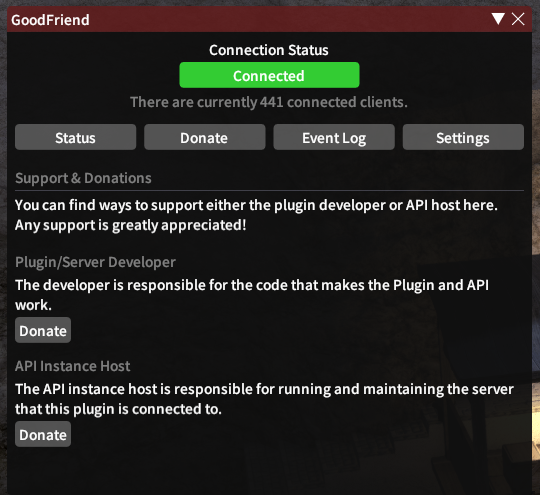 GoodFriend
Connection Status
Connected
There are currently 441 connected clients.
Status
Donate
Event Log
Settings
Support & Donations
You can find ways to support either the plugin developer or API host here.
Any support is greatly appreciated!
Plugin/Server Developer
The developer is responsible for the code that makes the Plugin and API
work.
Donate
API Instance Host
The API instance host is responsible for running and maintaining the server
that this plugin is connected to.
Donate